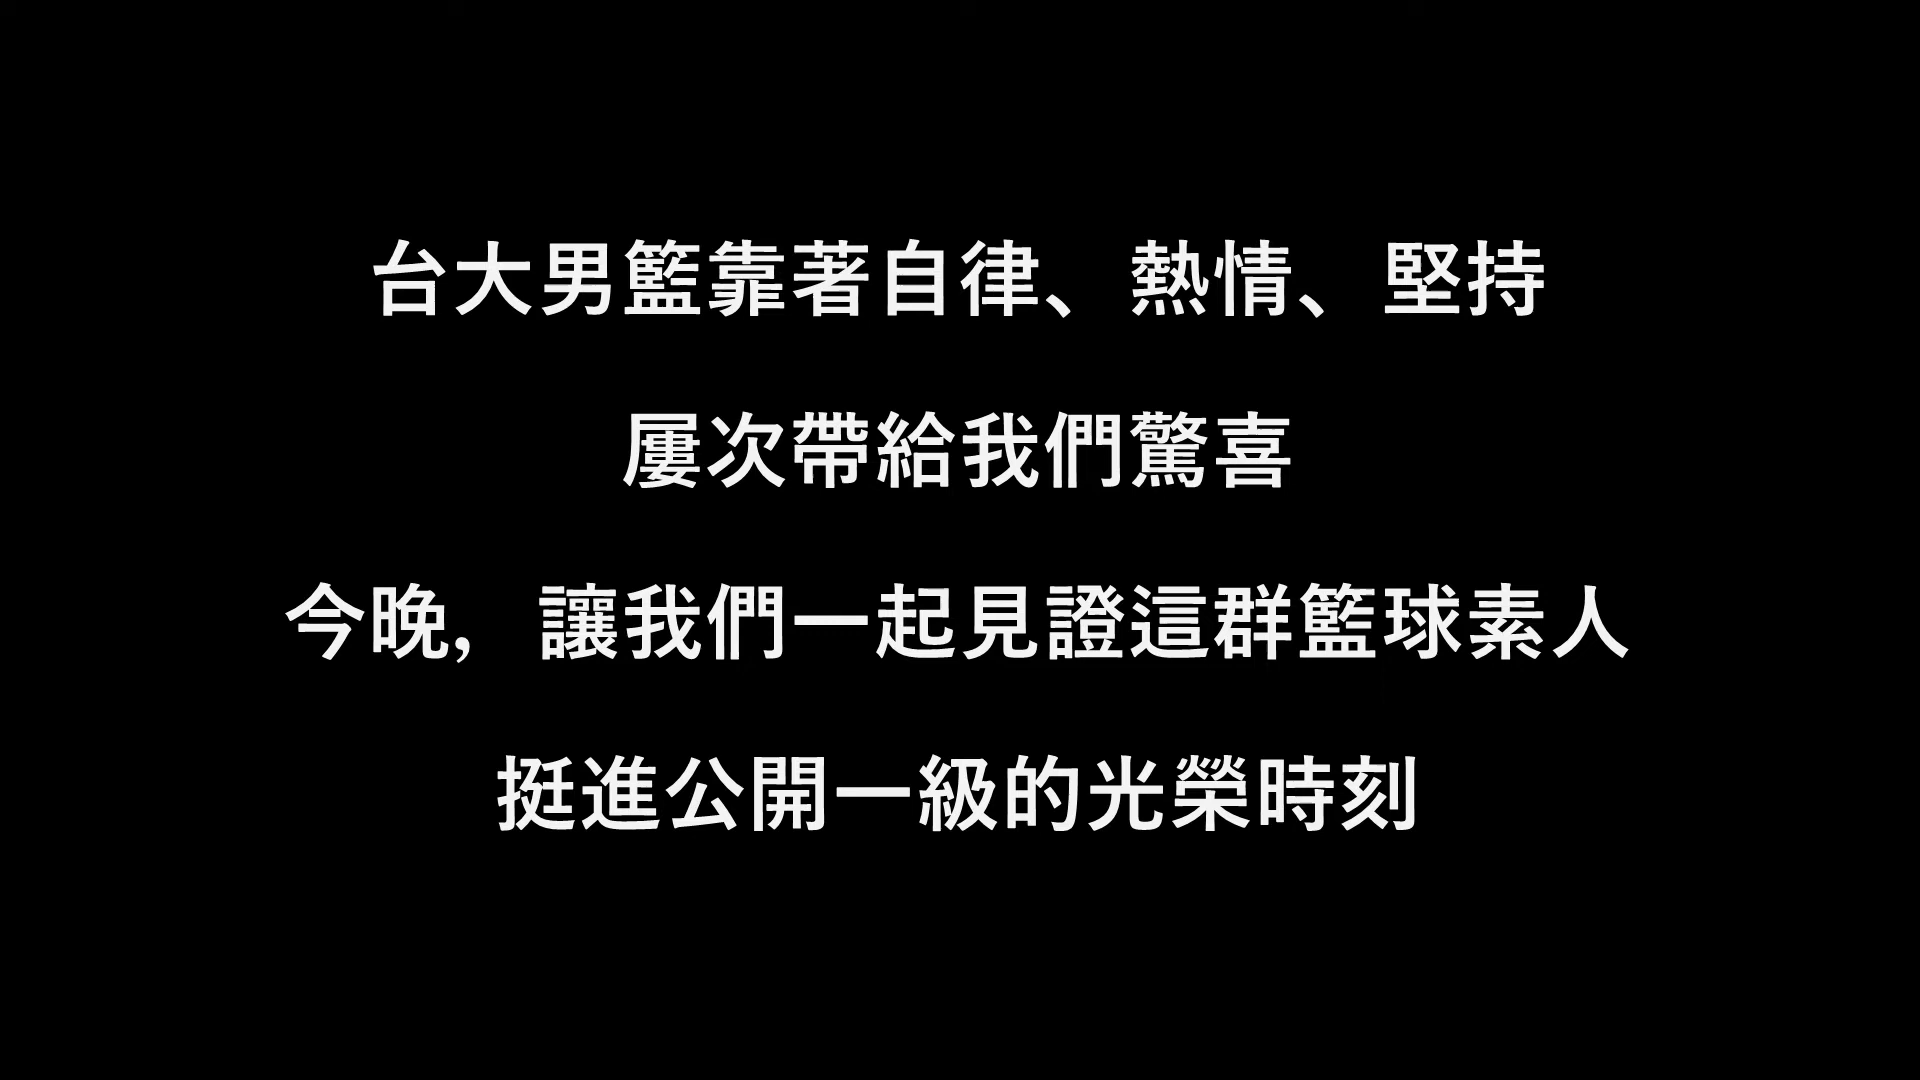 台大男籃靠著自律、熱情、堅持
屢次帶給我們驚喜
今晚，讓我們一起見證這群籃球素人
挺進公開一級的光榮時刻